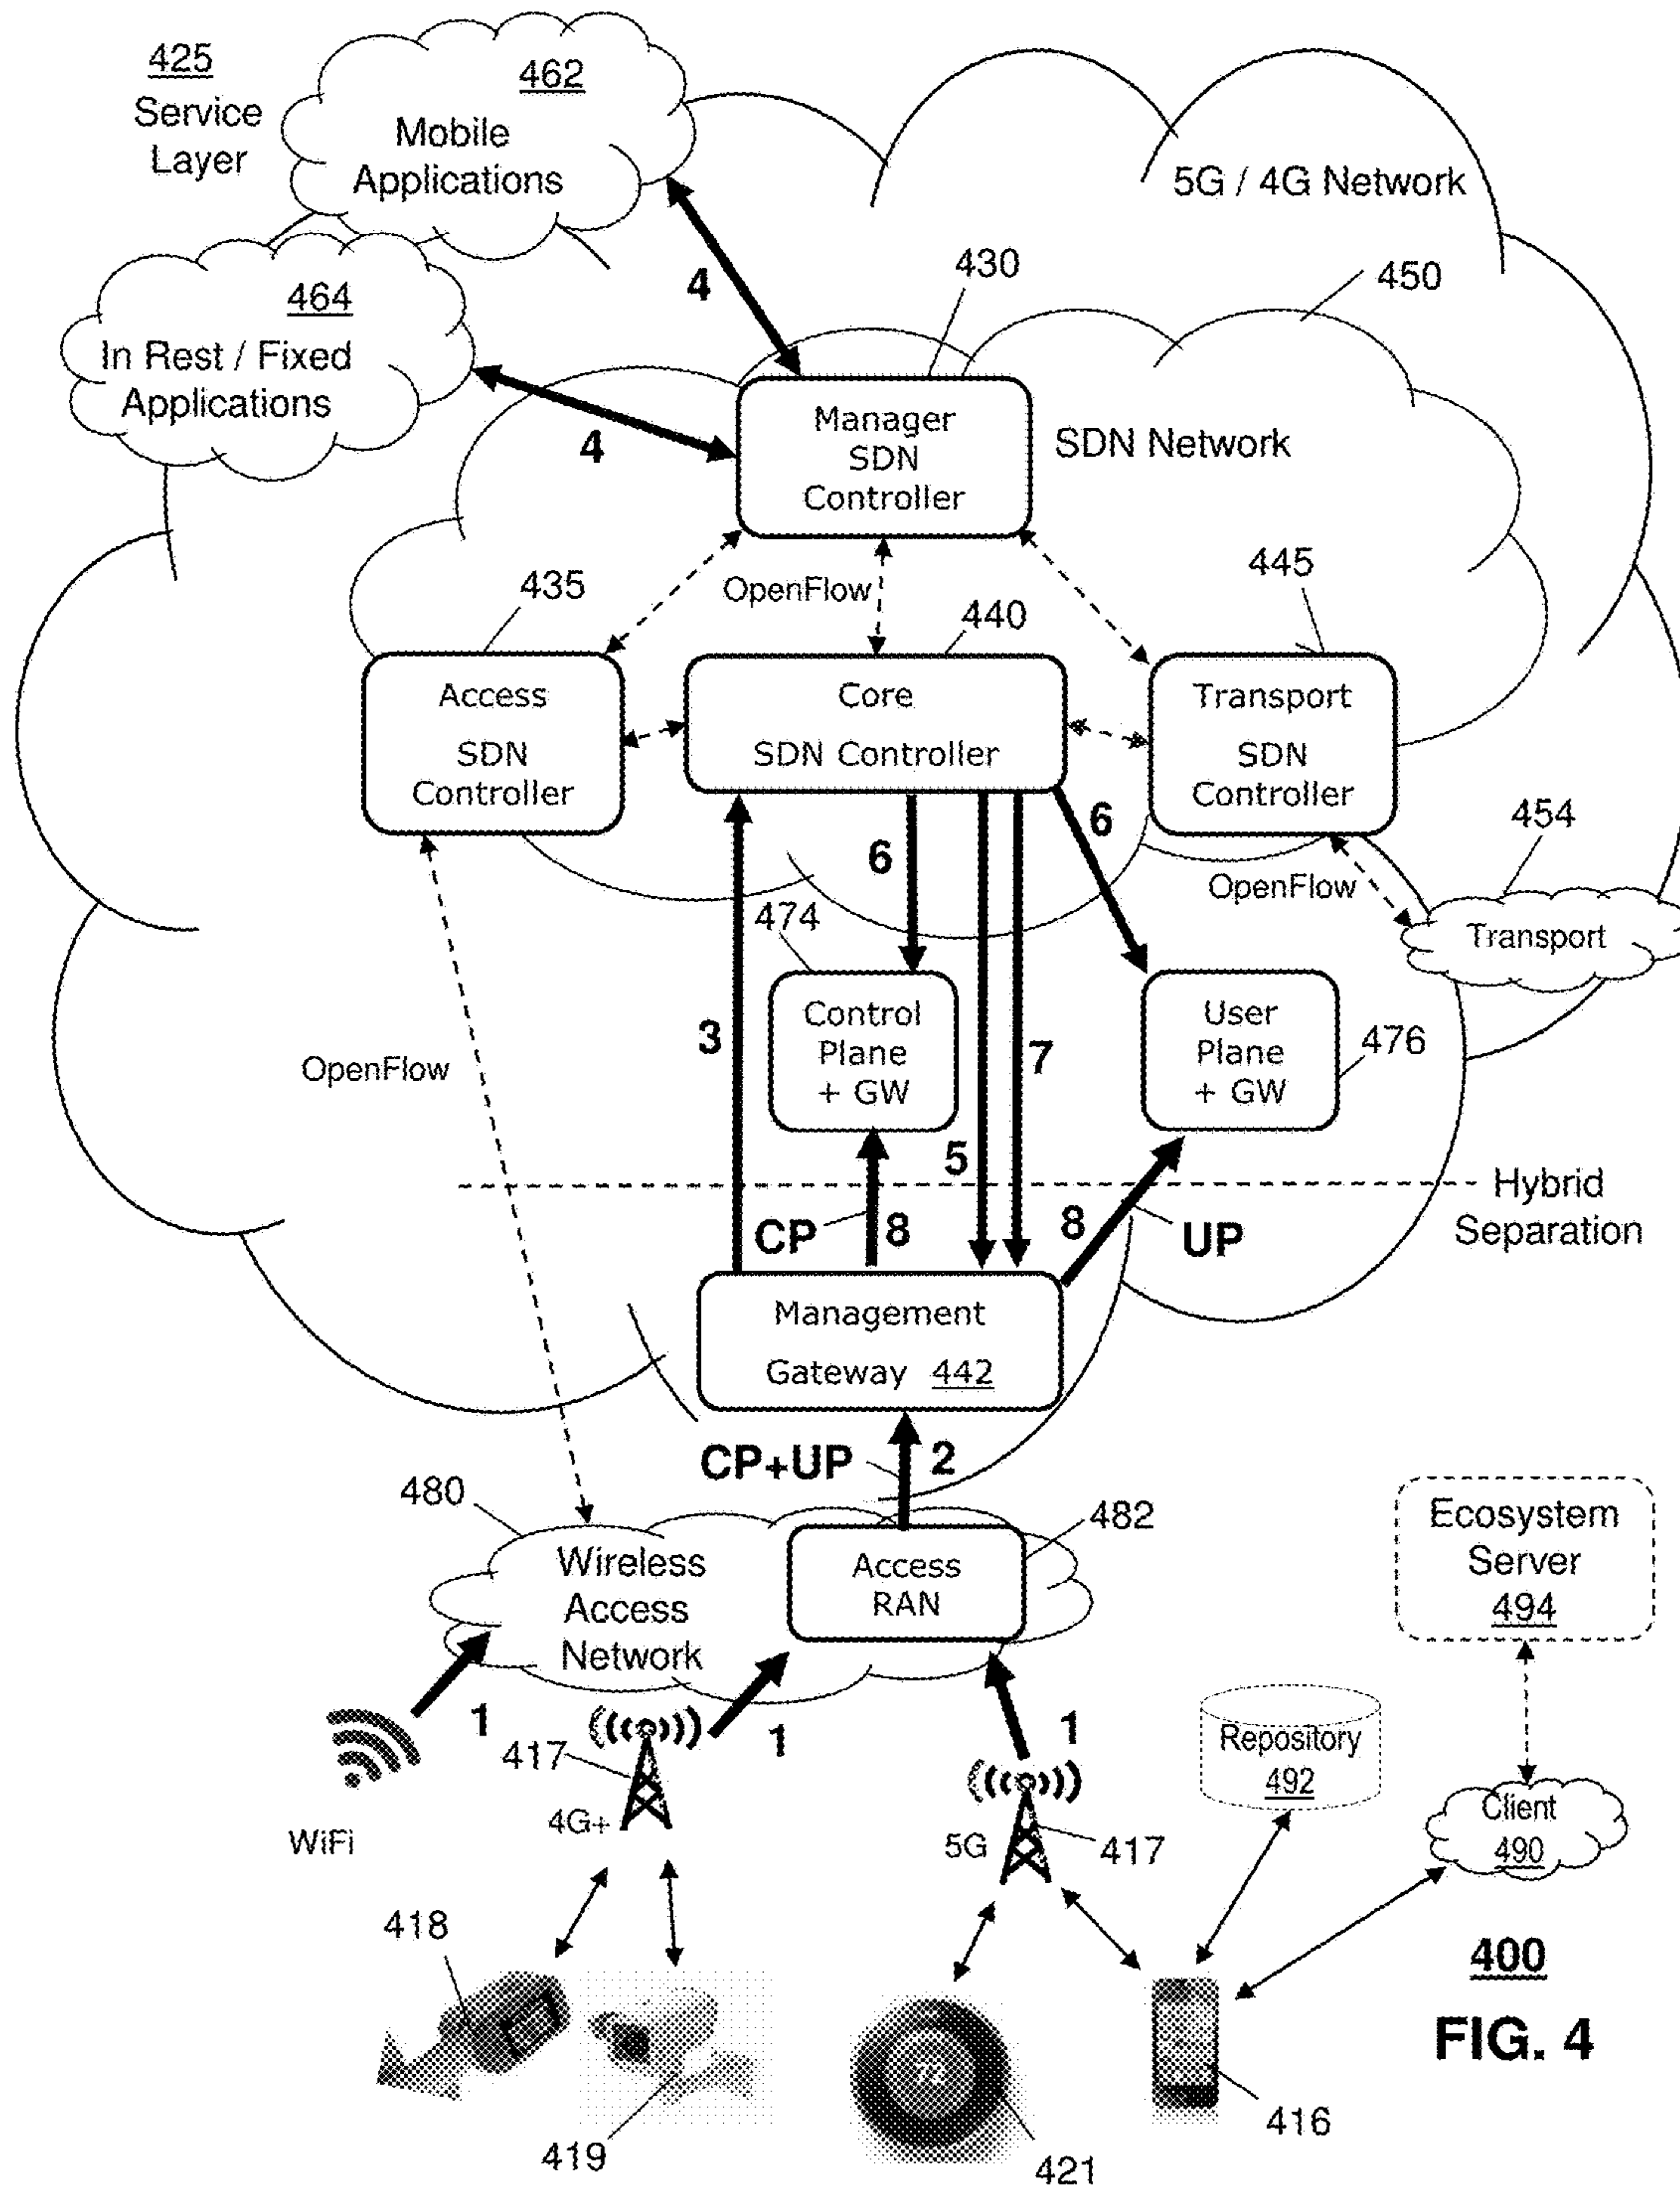 425
Service
Layer
462
Mobile
Applications
5G / 4G Network
464
In Rest / Fixed
Applications
4
4
430
450
Manager
SDN
Controller
SDN Network
OpenFlow
435
440
445
Access
SDN
Controller
Core
SDN Controller
Transport
SDN
Controller
454
OpenFlow
Transport
6
6
474
Control
Plane
+ GW
User
Plane
+ GW
476
3
7
5
OpenFlow
Hybrid
Separation
CP
8
8
UP
Management
Gateway 442
CP+UP
2
480
482
Wireless
Access
Network
Access
RAN
Ecosystem
Server
494
1
1
1
417
4G+
WiFi
5G
417
Repository
492
Client
490
418
419
72
421
416
400
FIG. 4